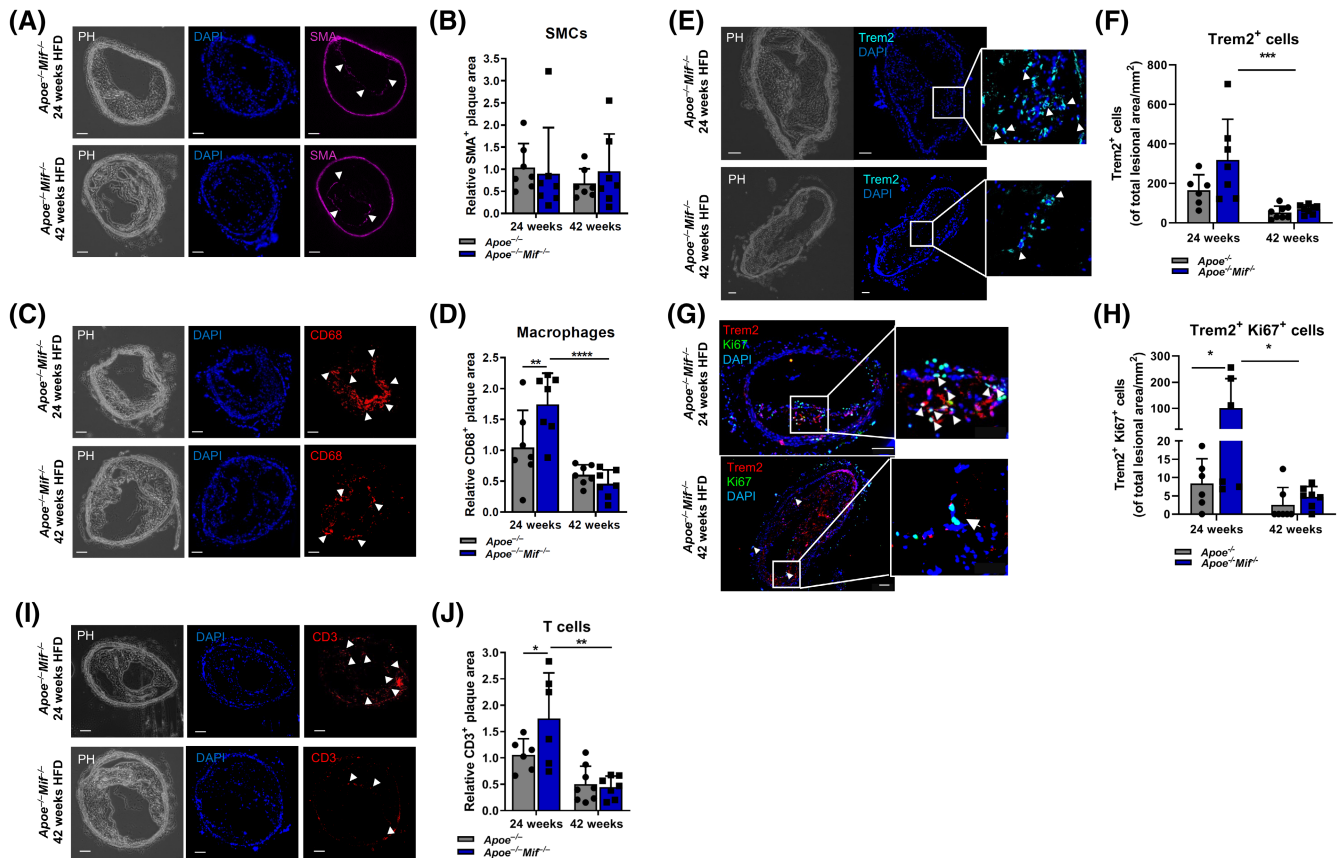 (A)
PH
DAPI
SMA
Apoe–/–Mif–/–
24 weeks HFD
SMA
Apoe–/–Mif–/–
42 weeks HFD
(B)
SMCs
Relative SMA+ plaque area
3.5
3.0
2.5
2.0
1.5
1.0
0.5
0.0
24 weeks 42 weeks
Apoe–/–
Apoe–/–Mif–/–
(C)
PH
DAPI
CD68
Apoe–/–Mif–/–
24 weeks HFD
PH
DAPI
CD68
Apoe–/–Mif–/–
42 weeks HFD
(D)
Macrophages
Relative CD68+ plaque area
2.5
2.0
1.5
1.0
0.5
0.0
**
****
24 weeks 42 weeks
Apoe–/–
Apoe–/–Mif–/–
(E)
PH
Trem2
DAPI
Apoe–/–Mif–/–
24 weeks HFD
PH
Trem2
DAPI
Apoe–/–Mif–/–
42 weeks HFD
(F)
Trem2+ cells
Trem2+ cells
(of total lesional area/mm2)
800
600
400
200
0
***
24 weeks 42 weeks
Apoe-/-
Apoe-/-Mif-/-
(G)
Trem2
Ki67
DAPI
Apoe–/–Mif–/–
24 weeks HFD
Trem2
Ki67
DAPI
Apoe–/–Mif–/–
42 weeks HFD
(H)
Trem2+ Ki67+ cells
Trem2+ Ki67+ cells
(of total lesional area/mm2)
300
200
100
20
15
10
5
0
*
*
24 weeks 42 weeks
Apoe-/-
Apoe-/-Mif-/-
(I)
PH
DAPI
CD3
Apoe–/–Mif–/–
24 weeks HFD
PH
DAPI
CD3
Apoe–/–Mif–/–
42 weeks HFD
(J)
T cells
Relative CD3+ plaque area
3.0
2.5
2.0
1.5
1.0
0.5
0.0
*
**
24 weeks 42 weeks
Apoe–/–
Apoe–/–Mif–/–